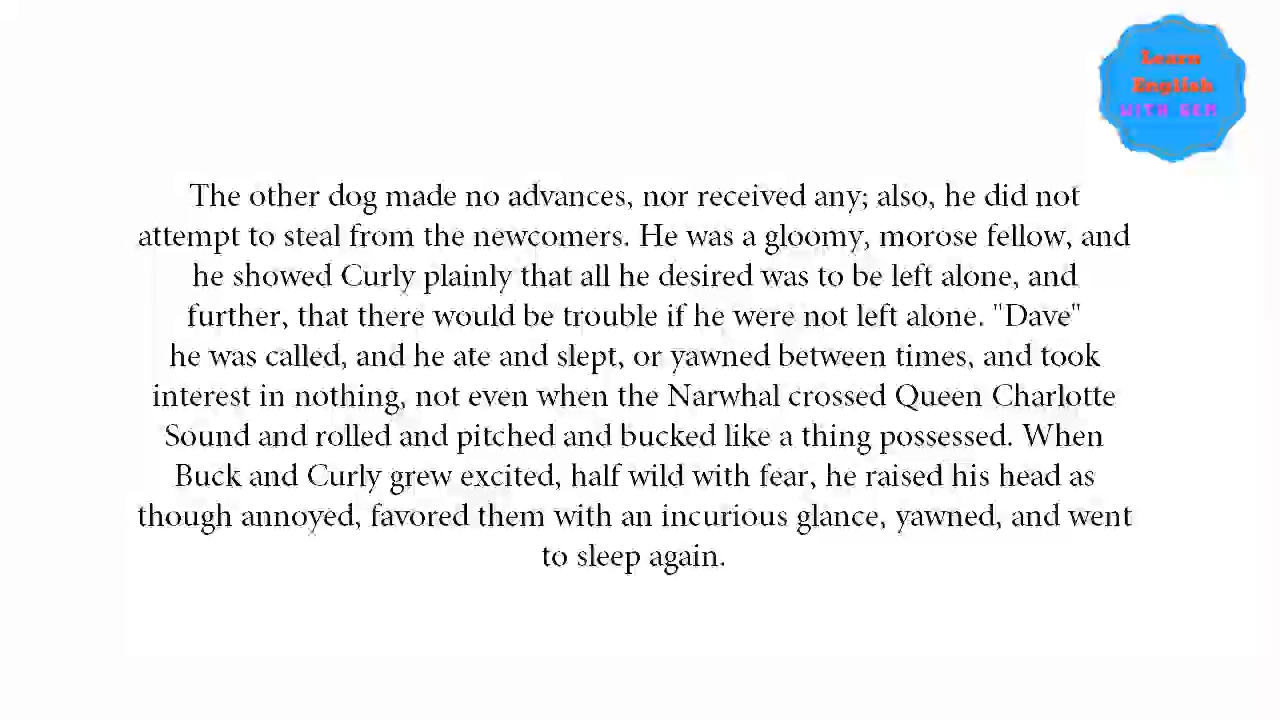 Learn
English
WITH GEM
The other dog made no advances, nor received any; also, he did not
attempt to steal from the newcomers. He was a gloomy, morose fellow, and
he showed Curly plainly that all he desired was to be left alone, and
further, that there would be trouble if he were not left alone. "Dave"
he was called, and he ate and slept, or yawned between times, and took
interest in nothing, not even when the Narwhal crossed Queen Charlotte
Sound and rolled and pitched and bucked like a thing possessed. When
Buck and Curly grew excited, half wild with fear, he raised his head as
though annoyed, favored them with an incurious glance, yawned, and went
to sleep again.